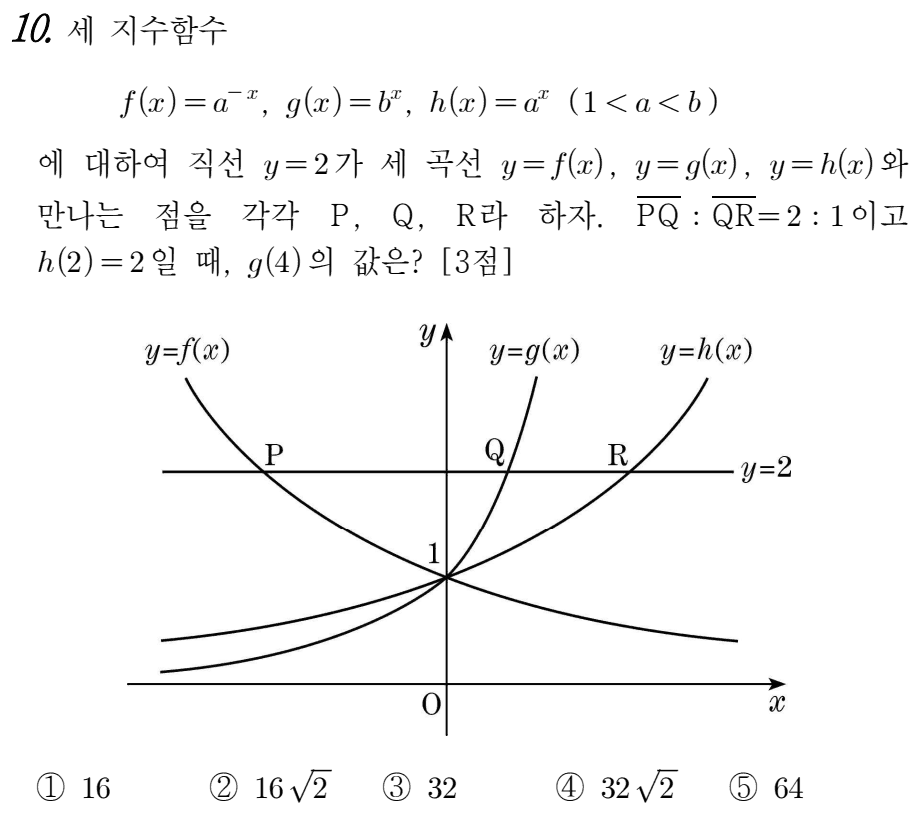 10. 세 지수함수
f(x)=a⁻ˣ, g(x)=bˣ, h(x)=aˣ (1<a<b)
에 대하여 직선 y=2가 세 곡선 y=f(x), y=g(x), y=h(x)와
만나는 점을 각각 P, Q, R라 하자. P̅Q̅ : Q̅R̅=2 : 1이고
h(2)=2일 때, g(4)의 값은? [3점]
y
y=f(x) y=g(x) y=h(x)
P Q R y=2
1
O x
① 16 ② 16√2 ③ 32 ④ 32√2 ⑤ 64